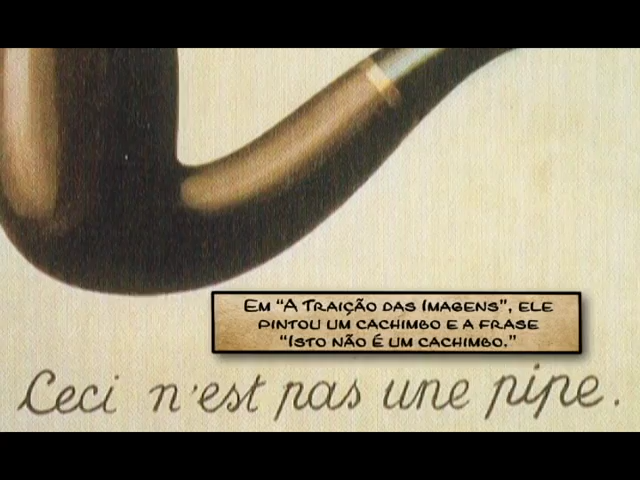 Em “A Traição das Imagens”, ele
pintou um cachimbo e a frase
“Isto não é um cachimbo.”
Ceci n'est pas une pipe.